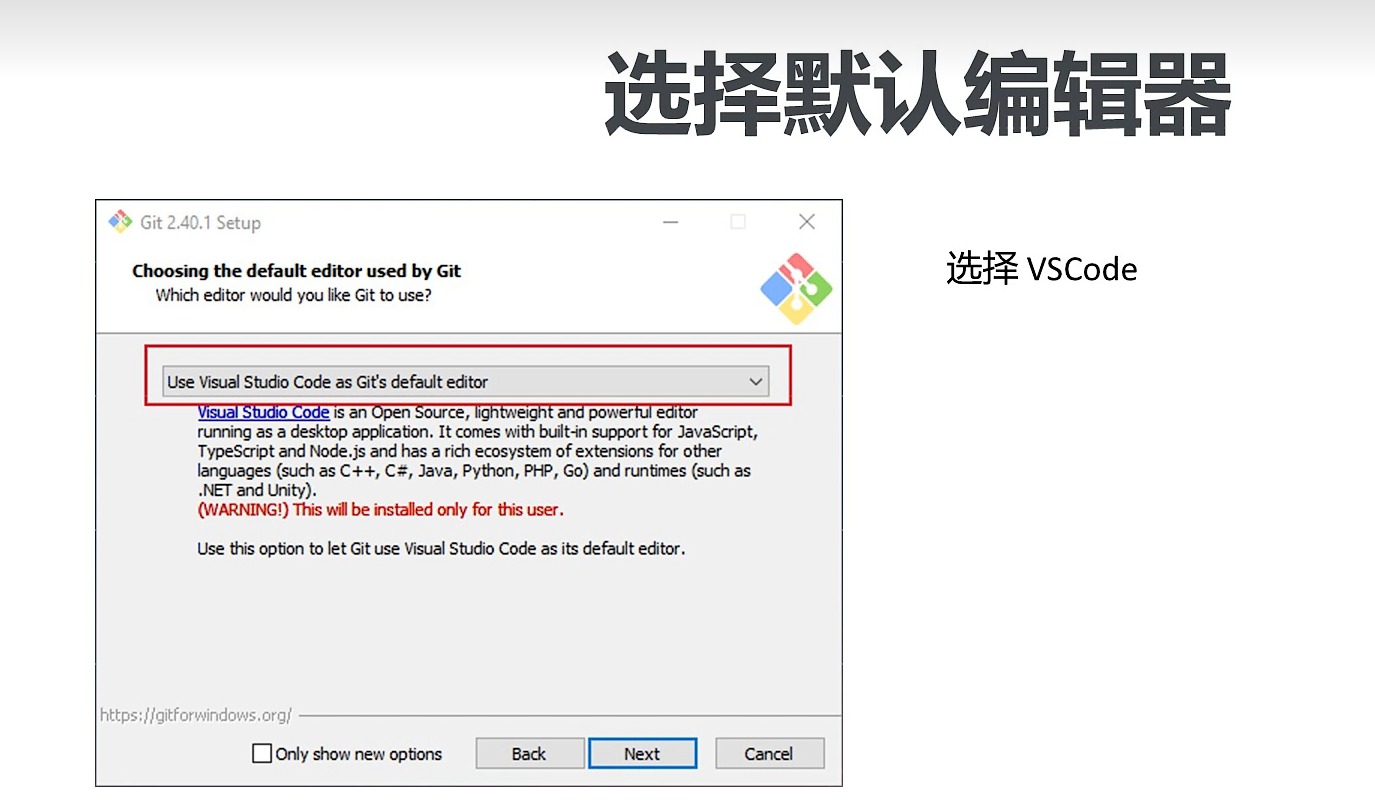 选择默认编辑器
Git 2.40.1 Setup
Choosing the default editor used by Git
Which editor would you like Git to use?
Use Visual Studio Code as Git's default editor
Visual Studio Code is an Open Source, lightweight and powerful editor
running as a desktop application. It comes with built-in support for JavaScript,
TypeScript and Node.js and has a rich ecosystem of extensions for other
languages (such as C++, C#, Java, Python, PHP, Go) and runtimes (such as
.NET and Unity).
(WARNING!) This will be installed only for this user.
Use this option to let Git use Visual Studio Code as its default editor.
https://gitforwindows.org/
Only show new options
Back
Next
Cancel
选择 VSCode